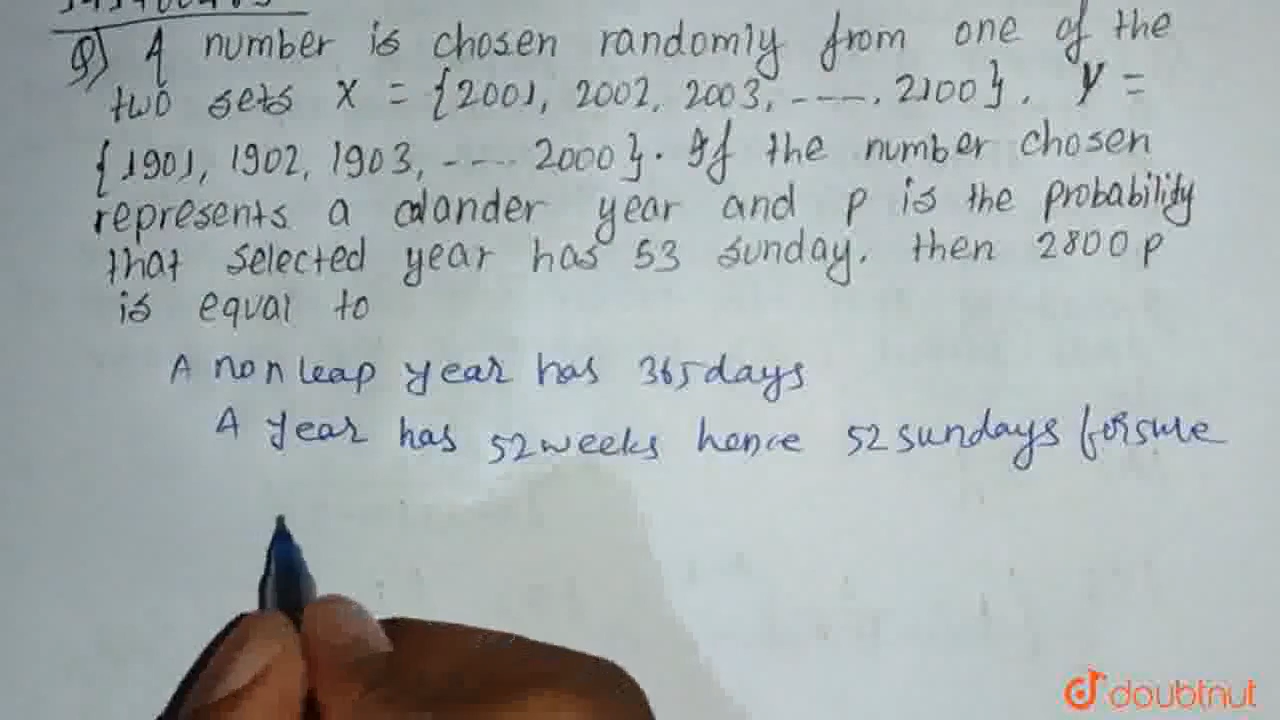 Q) A number is chosen randomly from one of the
two sets X = {2001, 2002, 2003, ----, 2100}. Y =
{1901, 1902, 1903, ---- 2000}. If the number chosen
represents a calander year and p is the probability
that selected year has 53 sunday. then 2800p
is equal to
A non leap year has 365 days
A year has 52 weeks hence 52 sundays for sure
doubtnut